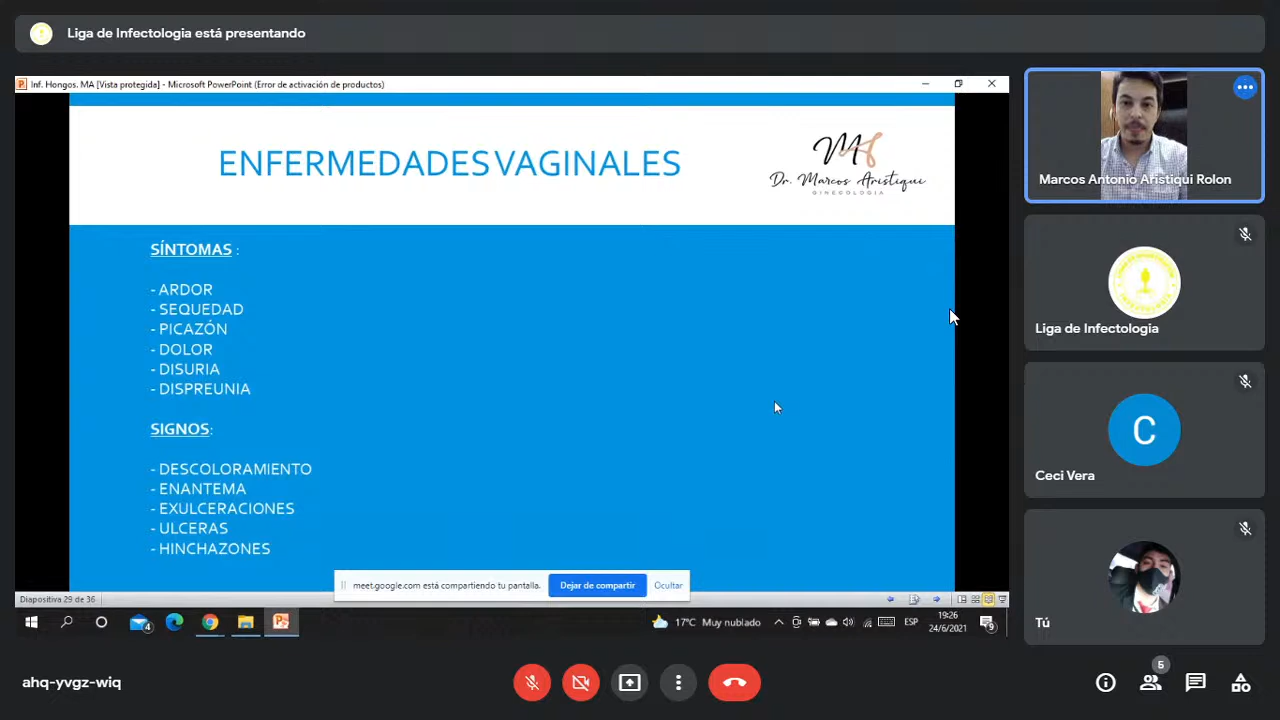 Liga de Infectologia está presentando
Inf. Hongos. MA [Vista protegida] - Microsoft PowerPoint (Error de activación de productos)
ENFERMEDADES VAGINALES
MA
Dr. Marcos Aristiqui
GINECOLOGIA
SÍNTOMAS :
- ARDOR
- SEQUEDAD
- PICAZÓN
- DOLOR
- DISURIA
- DISPREUNIA
SIGNOS:
- DESCOLORAMIENTO
- ENANTEMA
- EXULCERACIONES
- ULCERAS
- HINCHAZONES
meet.google.com está compartiendo tu pantalla.
Dejar de compartir
Ocultar
Diapositiva 29 de 36
4
17°C Muy nublado
ESP
19:26
24/6/2021
9
Marcos Antonio Aristiqui Rolon
Liga de Infectologia
C
Ceci Vera
Tú
ahq-yvgz-wiq
5